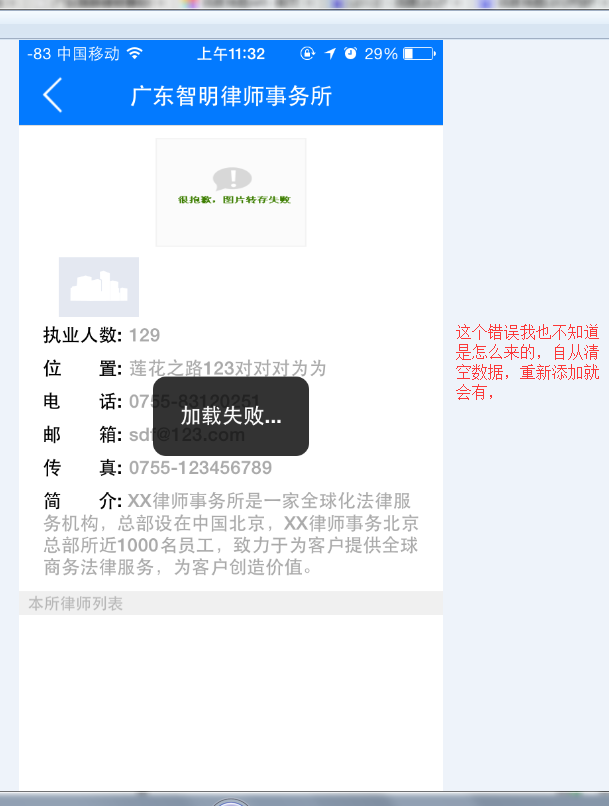 -83 中国移动 上午11:32 29%
广东智明律师事务所
很抱歉，图片转存失败
执业人数: 129
位 置: 莲花之路123对对对为为
电 话: 0755-83120251
加载失败...
邮 箱: sdf@123.com
传 真: 0755-123456789
简 介: XX律师事务所是一家全球化法律服
务机构，总部设在中国北京，XX律师事务北京
总部所近1000名员工，致力于为客户提供全球
商务法律服务，为客户创造价值。
本所律师列表
这个错误我也不知道
是怎么来的，自从清
空数据，重新添加就
会有，